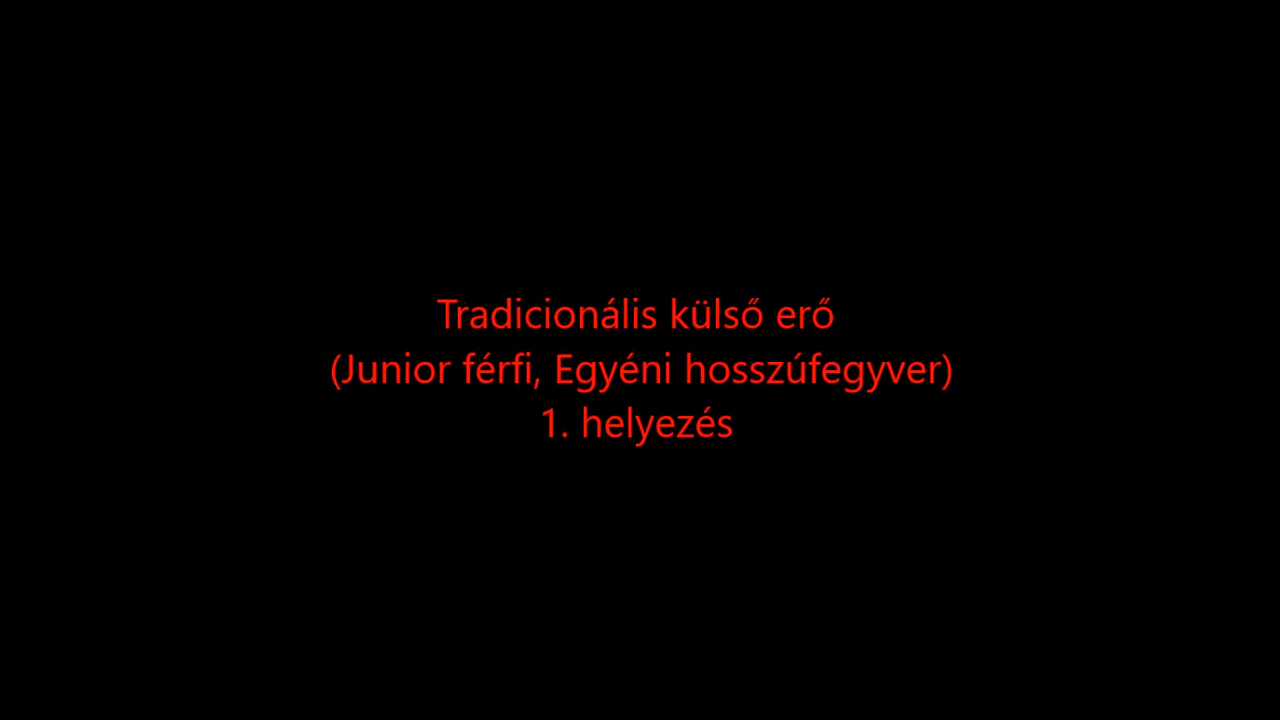 Tradicionális külső erő
(Junior férfi, Egyéni hosszúfegyver)
1. helyezés